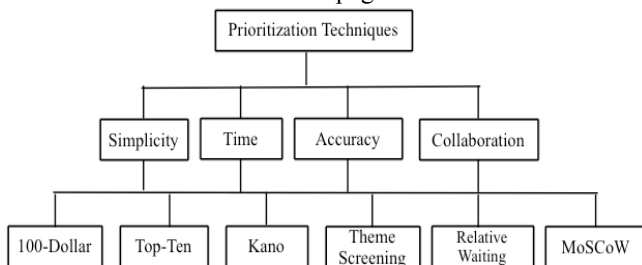 Prioritization Techniques
Simplicity
Time
Accuracy
Collaboration
100-Dollar
Top-Ten
Kano
Theme
Screening
Relative
Waiting
MoSCoW